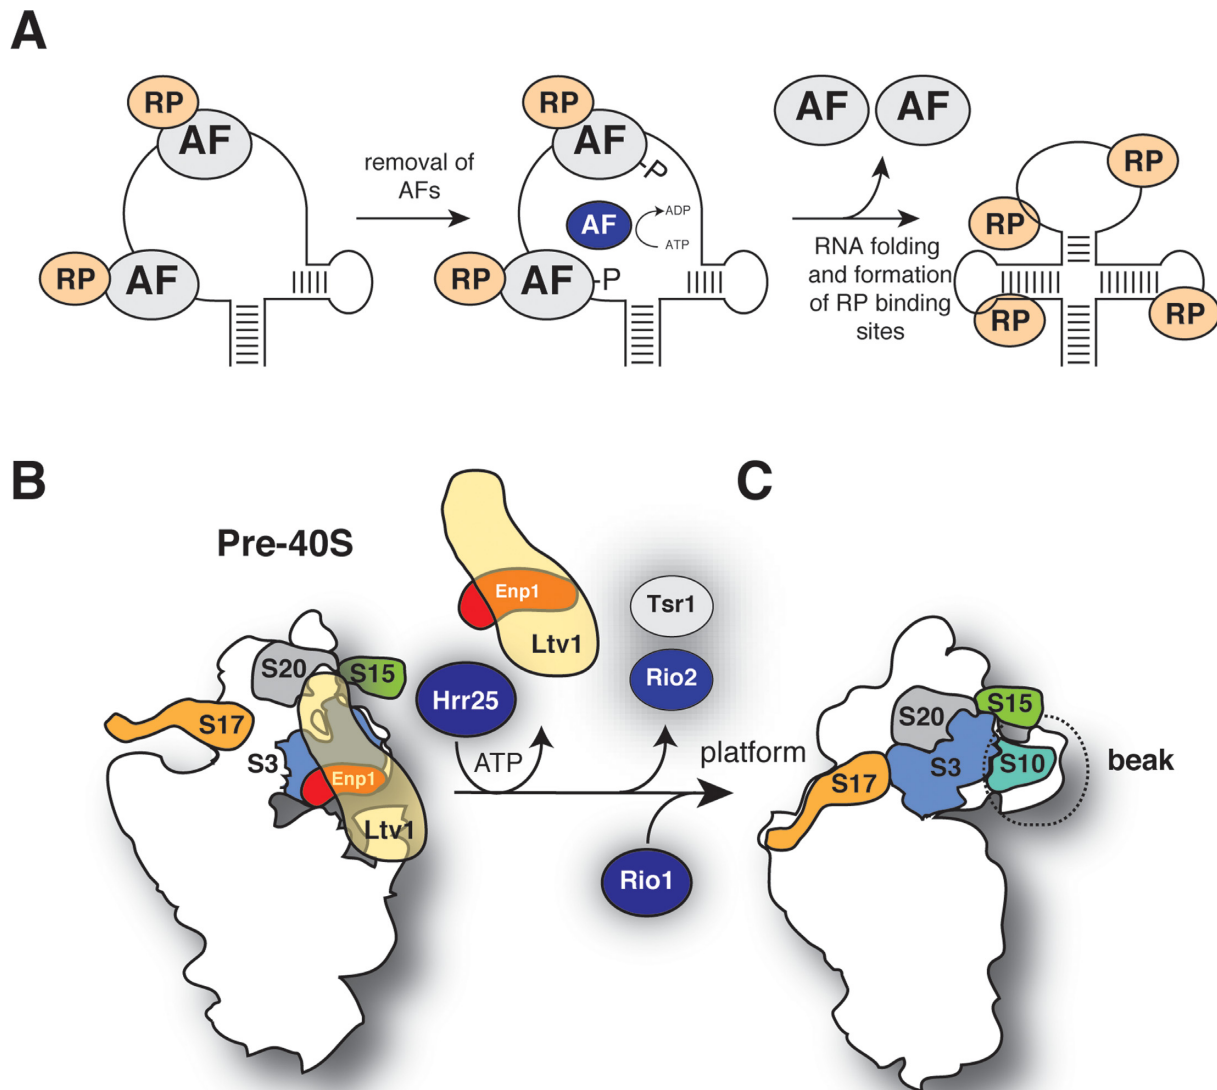 A
RP
AF
RP
AF
removal of
AFs
RP
AF
-P
AF
ADP
ATP
RP
AF
-P
AF
AF
RNA folding
and formation
of RP binding
sites
RP
RP
RP
RP
B
Pre-40S
S20
S15
S17
S3
Enp1
Ltv1
Enp1
Ltv1
Hrr25
ATP
Tsr1
Rio2
platform
Rio1
C
S15
S20
S10
S3
S17
beak